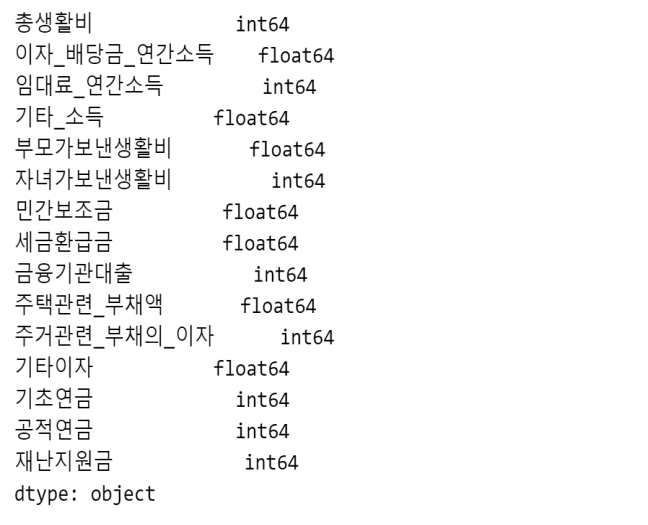 총생활비 int64
이자_배당금_연간소득 float64
임대료_연간소득 int64
기타_소득 float64
부모가보낸생활비 float64
자녀가보낸생활비 int64
민간보조금 float64
세금환급금 float64
금융기관대출 int64
주택관련_부채액 float64
주거관련_부채의_이자 int64
기타이자 float64
기초연금 int64
공적연금 int64
재난지원금 int64
dtype: object